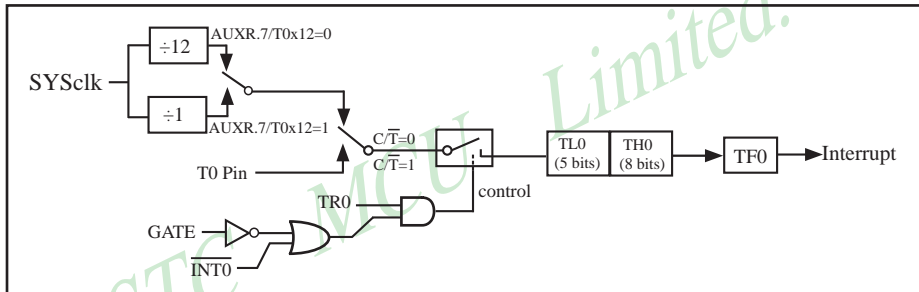 AUXR.7/T0x12=0
÷12
SYSclk
÷1
AUXR.7/T0x12=1
C/T̅=0
C/T̅=1
T0 Pin
TL0 TH0
(5 bits) (8 bits)
TF0
Interrupt
control
TR0
GATE
I̅N̅T̅0̅
STC MCU Limited.